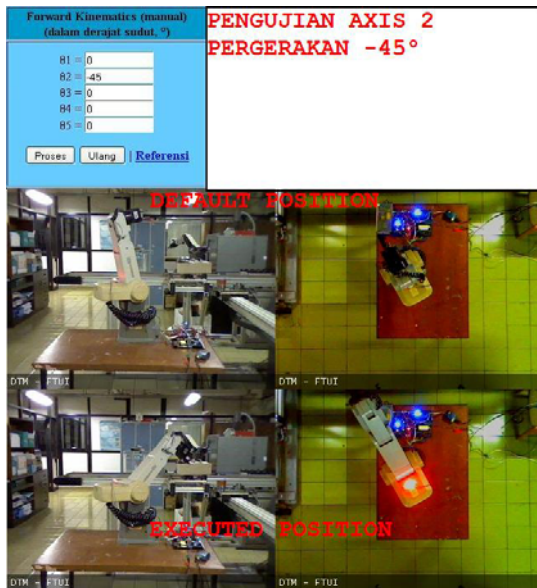 Forward Kinematics (manual)
(dalam derajat sudut, °)
θ1 = 0
θ2 = -45
θ3 = 0
θ4 = 0
θ5 = 0
Proses Ulang | Referensi
PENGUJIAN AXIS 2
PERGERAKAN -45°
DEFAULT POSITION
DTM - FTUI
DTM - FTUI
EXECUTED POSITION
DTM - FTUI
DTM - FTUI